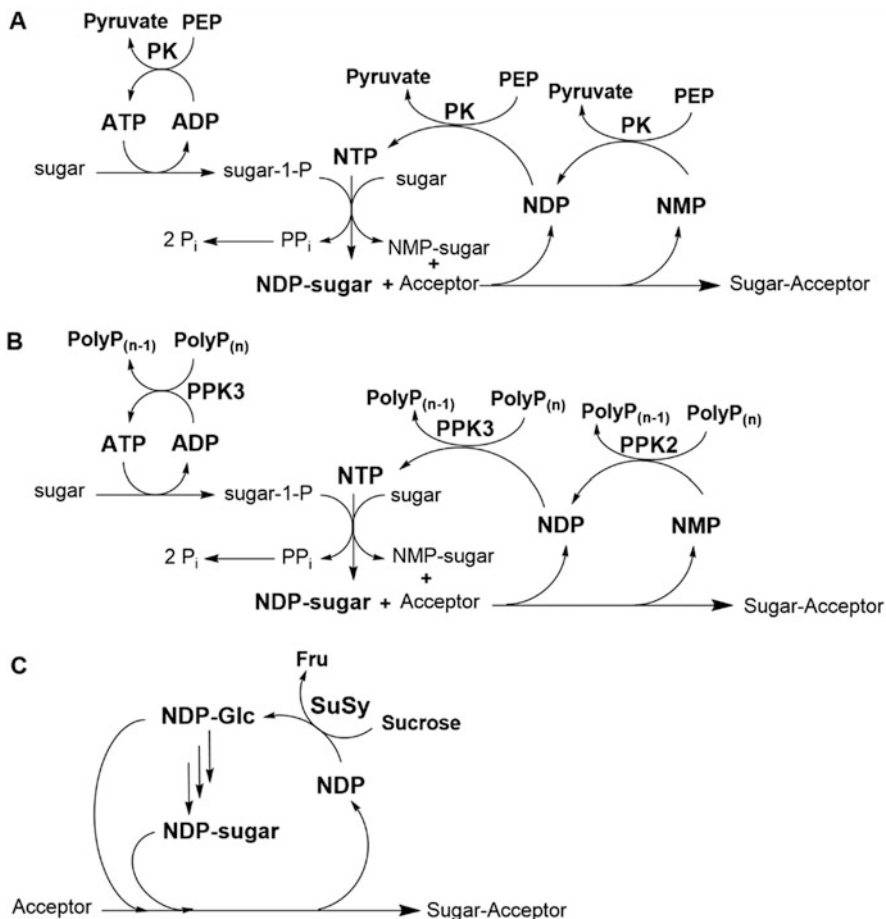 A
Pyruvate PEP
PK
ATP ADP
sugar sugar-1-P
Pyruvate PEP
PK
Pyruvate PEP
PK
NTP
sugar
NDP NMP
2 Pi PPi NMP-sugar
+
NDP-sugar + Acceptor Sugar-Acceptor
B
PolyP(n-1) PolyP(n)
PPK3
ATP ADP
sugar sugar-1-P
PolyP(n-1) PolyP(n)
PPK3
PolyP(n-1) PolyP(n)
PPK2
NTP
sugar
NDP NMP
2 Pi PPi NMP-sugar
+
NDP-sugar + Acceptor Sugar-Acceptor
C
Fru
SuSy
NDP-Glc Sucrose
NDP
NDP-sugar
Acceptor Sugar-Acceptor